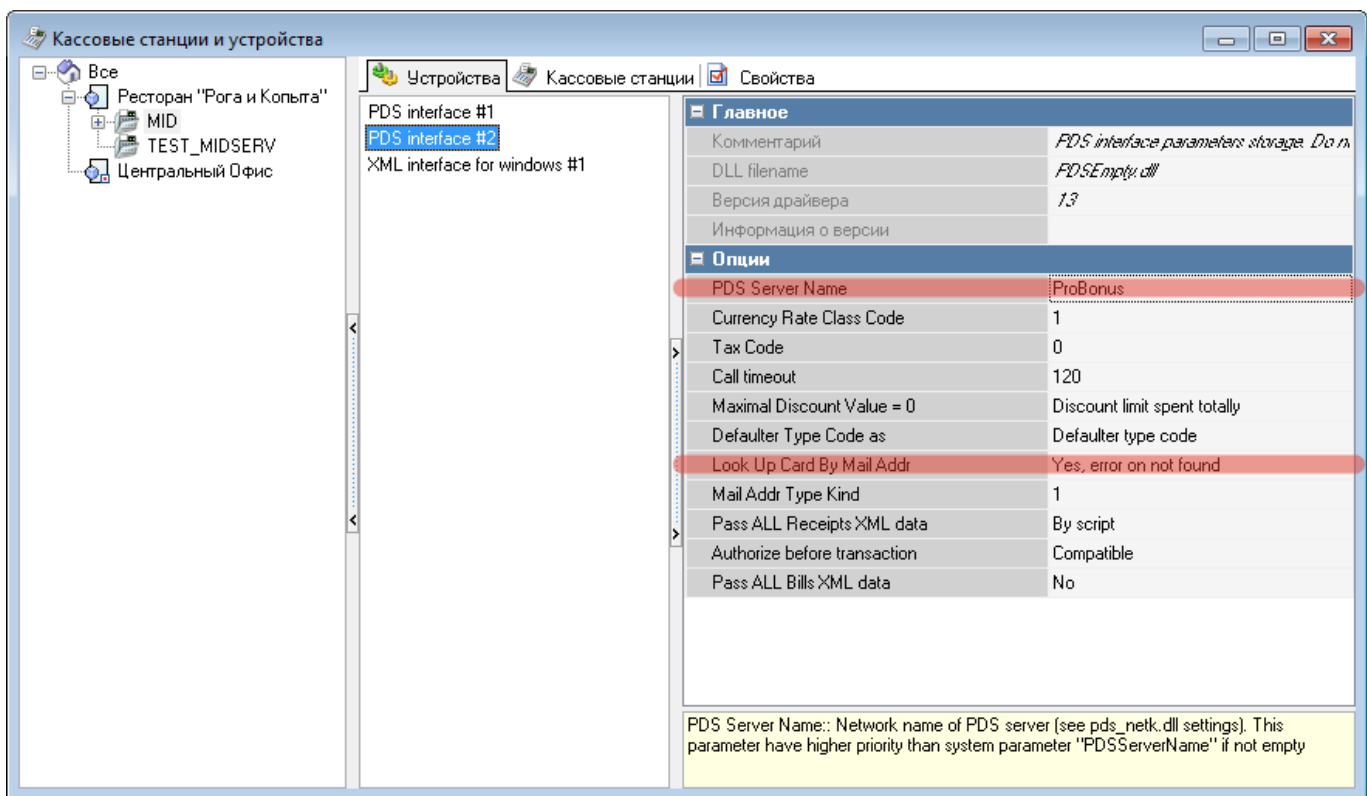 Кассовые станции и устройства
Все
Ресторан "Рога и Копыта"
MID
TEST_MIDSERV
Центральный Офис
Устройства Кассовые станции Свойства
PDS interface #1
PDS interface #2
XML interface for windows #1
Главное
Комментарий PDS interface parameters storage. Do n
DLL filename PDSEmpty.dll
Версия драйвера 1.3
Информация о версии
Опции
PDS Server Name ProBonus
Currency Rate Class Code 1
Tax Code 0
Call timeout 120
Maximal Discount Value = 0 Discount limit spent totally
Defaulter Type Code as Defaulter type code
Look Up Card By Mail Addr Yes, error on not found
Mail Addr Type Kind 1
Pass ALL Receipts XML data By script
Authorize before transaction Compatible
Pass ALL Bills XML data No
PDS Server Name:: Network name of PDS server (see pds_netk.dll settings). This
parameter have higher priority than system parameter "PDSServerName" if not empty